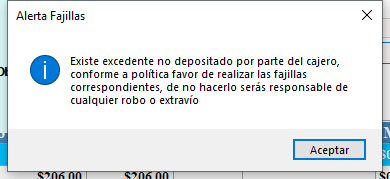 Alerta Fajillas
Existe excedente no depositado por parte del cajero,
conforme a política favor de realizar las fajillas
correspondientes, de no hacerlo serás responsable de
cualquier robo o extravío
Aceptar
$206.00 $206.00